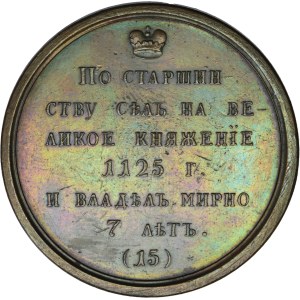 По старшин
ству сѣлъ на ве-
ликое княженіе
1125 г.
и владѣлъ мирно
7 лѣтъ.
(15)